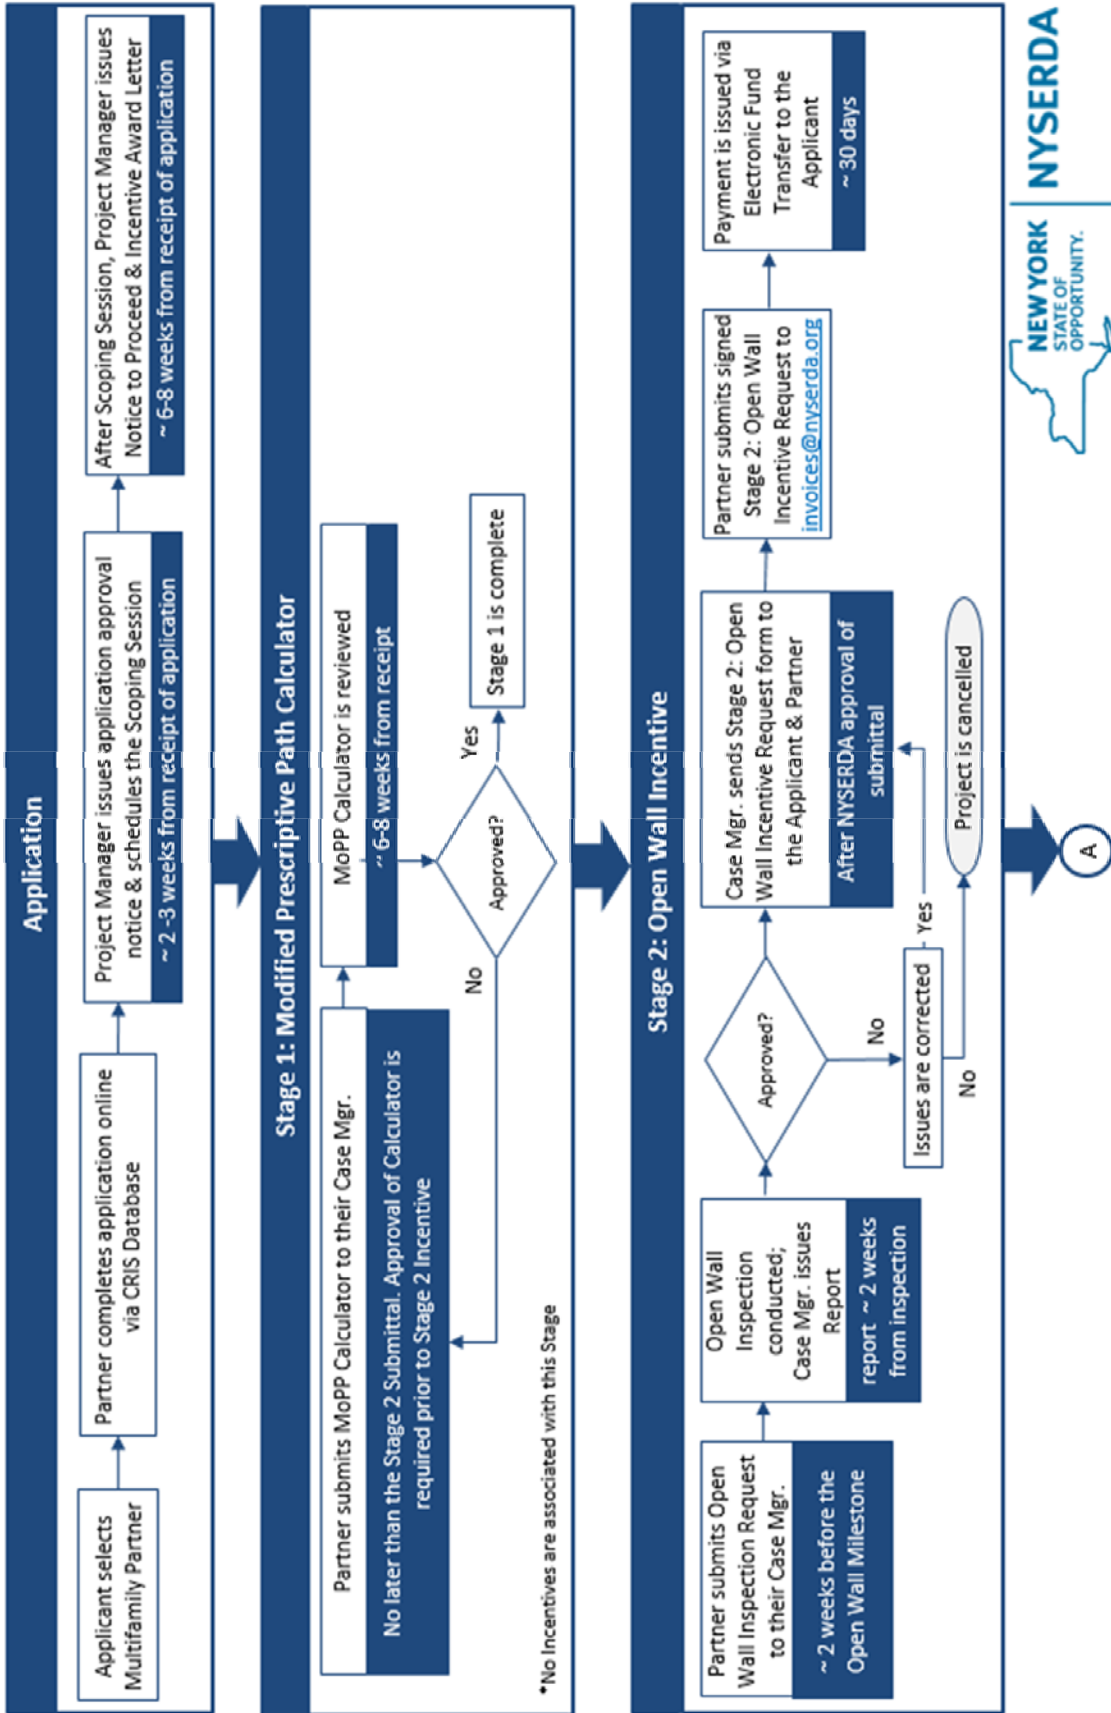 Application
Applicant selects
Multifamily Partner
Partner completes application online
via CRIS Database
Project Manager issues application approval
notice & schedules the Scoping Session
~ 2 -3 weeks from receipt of application
After Scoping Session, Project Manager issues
Notice to Proceed & Incentive Award Letter
~ 6-8 weeks from receipt of application
Stage 1: Modified Prescriptive Path Calculator
Partner submits MoPP Calculator to their Case Mgr.
No later than the Stage 2 Submittal. Approval of Calculator is
required prior to Stage 2 Incentive
MoPP Calculator is reviewed
~ 6-8 weeks from receipt
Approved?
No
Yes
Stage 1 is complete
*No Incentives are associated with this Stage
Stage 2: Open Wall Incentive
Partner submits Open
Wall Inspection Request
to their Case Mgr.
~ 2 weeks before the
Open Wall Milestone
Open Wall
Inspection
conducted;
Case Mgr. issues
Report
report ~ 2 weeks
from inspection
Approved?
No
Issues are corrected
Yes
No
Project is cancelled
Case Mgr. sends Stage 2: Open
Wall Incentive Request form to
the Applicant & Partner
After NYSERDA approval of
submittal
Partner submits signed
Stage 2: Open Wall
Incentive Request to
invoices@nyserda.org
Payment is issued via
Electronic Fund
Transfer to the
Applicant
~ 30 days
A
NEW YORK
STATE OF
OPPORTUNITY.
NYSERDA